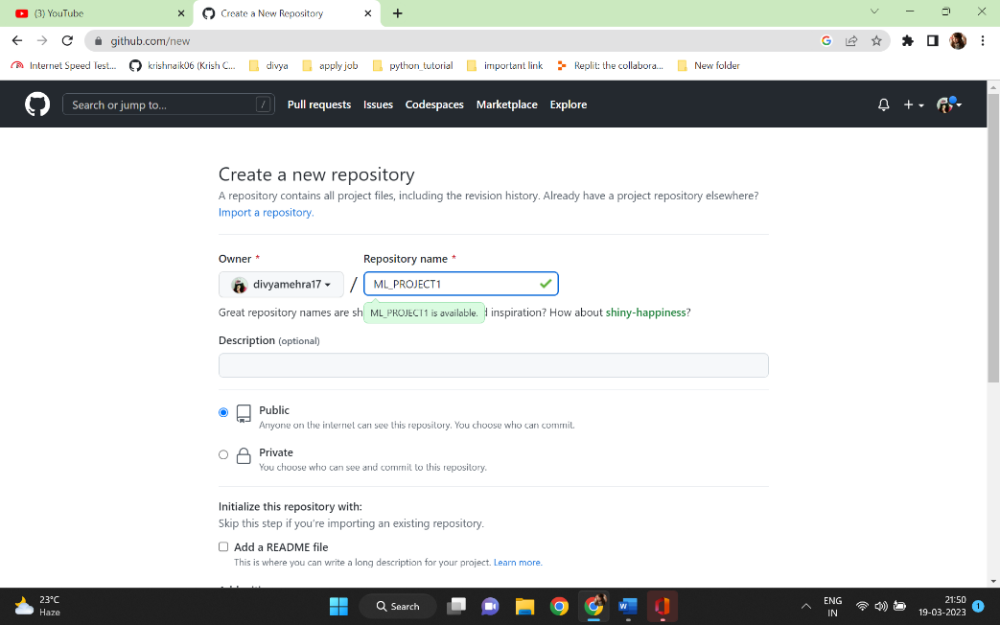 (3) YouTube
Create a New Repository
github.com/new
Internet Speed Test...
krishnaik06 (Krish C...
divya
apply job
python_tutorial
important link
Replit: the collabora...
New folder
Search or jump to...
/
Pull requests
Issues
Codespaces
Marketplace
Explore
Create a new repository
A repository contains all project files, including the revision history. Already have a project repository elsewhere?
Import a repository.
Owner *
Repository name *
divyamehra17
/
ML_PROJECT1
Great repository names are sh
ML_PROJECT1 is available.
inspiration? How about shiny-happiness?
Description (optional)
Public
Anyone on the internet can see this repository. You choose who can commit.
Private
You choose who can see and commit to this repository.
Initialize this repository with:
Skip this step if you're importing an existing repository.
Add a README file
This is where you can write a long description for your project. Learn more.
23°C
Haze
Search
ENG
IN
21:50
19-03-2023
1